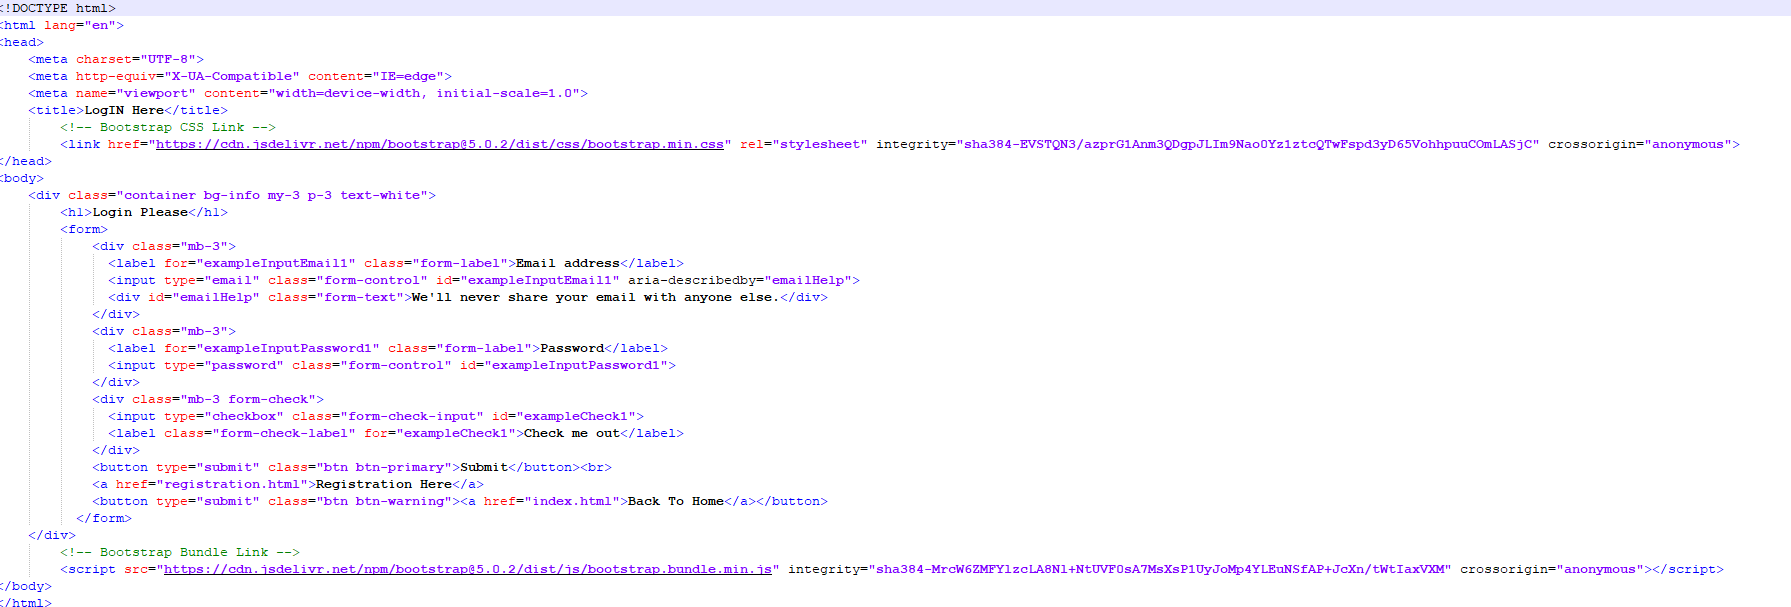 <!DOCTYPE html>
<html lang="en">
<head>
    <meta charset="UTF-8">
    <meta http-equiv="X-UA-Compatible" content="IE=edge">
    <meta name="viewport" content="width=device-width, initial-scale=1.0">
    <title>LogIN Here</title>
        <!-- Bootstrap CSS Link -->
        <link href="https://cdn.jsdelivr.net/npm/bootstrap@5.0.2/dist/css/bootstrap.min.css" rel="stylesheet" integrity="sha384-EVSTQN3/azprG1Anm3QDgpJLIm9Nao0Yz1ztcQTwFspd3yD65VohhpuuCOmLASjC" crossorigin="anonymous">
</head>
<body>
    <div class="container bg-info my-3 p-3 text-white">
        <h1>Login Please</h1>
        <form>
            <div class="mb-3">
              <label for="exampleInputEmail1" class="form-label">Email address</label>
              <input type="email" class="form-control" id="exampleInputEmail1" aria-describedby="emailHelp">
              <div id="emailHelp" class="form-text">We'll never share your email with anyone else.</div>
            </div>
            <div class="mb-3">
              <label for="exampleInputPassword1" class="form-label">Password</label>
              <input type="password" class="form-control" id="exampleInputPassword1">
            </div>
            <div class="mb-3 form-check">
              <input type="checkbox" class="form-check-input" id="exampleCheck1">
              <label class="form-check-label" for="exampleCheck1">Check me out</label>
            </div>
            <button type="submit" class="btn btn-primary">Submit</button><br>
            <a href="registration.html">Registration Here</a>
            <button type="submit" class="btn btn-warning"><a href="index.html">Back To Home</a></button>
          </form>
    </div>
        <!-- Bootstrap Bundle Link -->
        <script src="https://cdn.jsdelivr.net/npm/bootstrap@5.0.2/dist/js/bootstrap.bundle.min.js" integrity="sha384-MrcW6ZMFYlzcLA8Nl+NtUVF0sA7MsXsP1UyJoMp4YLEuNSfAP+JcXn/tWtIaxVXM" crossorigin="anonymous"></script>
</body>
</html>